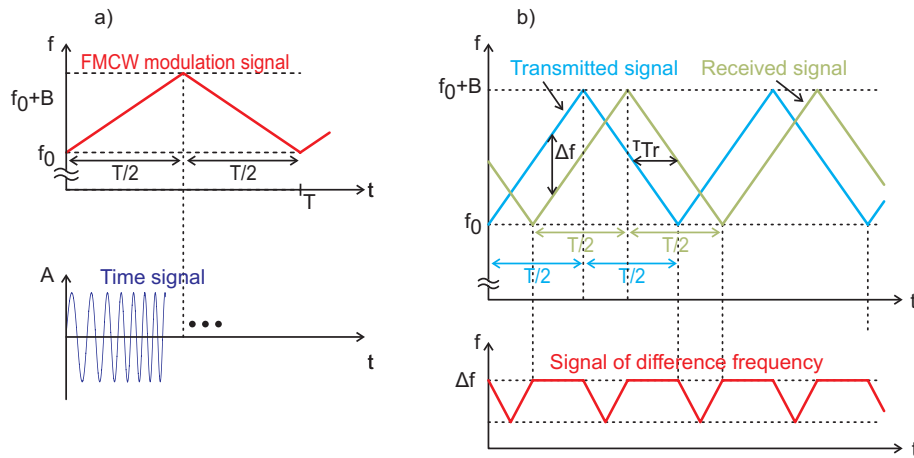 a)
f
FMCW modulation signal
f0+B
f0
T/2
T/2
T
t
A
Time signal
t
b)
f
Transmitted signal
Received signal
f0+B
Δf
τTr
f0
T/2
T/2
T/2
T/2
t
f
Signal of difference frequency
Δf
t